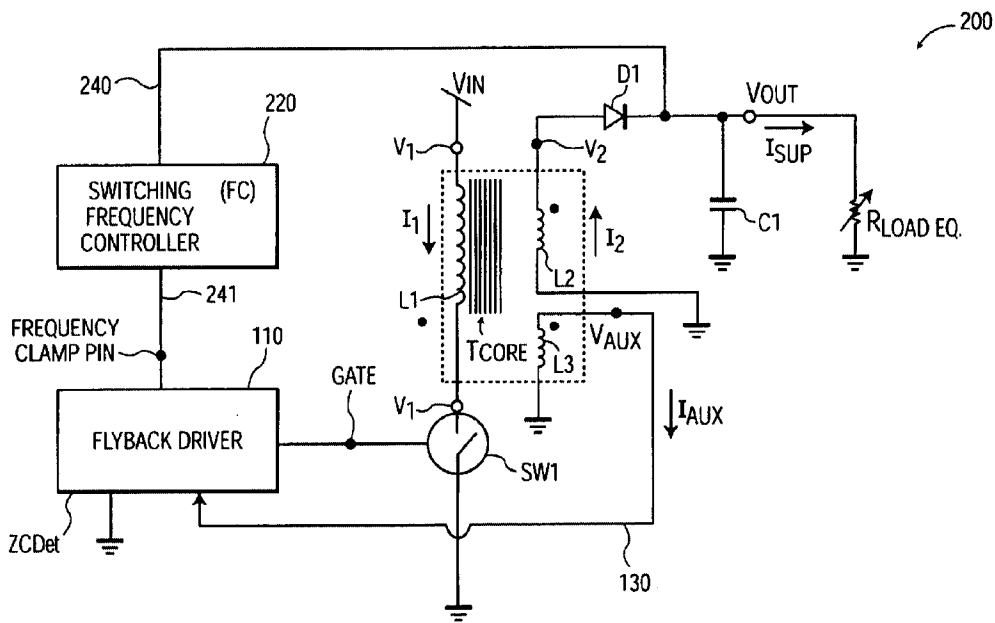 200
240
220
SWITCHING (FC)
FREQUENCY
CONTROLLER
241
FREQUENCY
CLAMP PIN
110
FLYBACK DRIVER
ZCDet
GATE
VIN
V1
I1
L1
TCORE
V1
SW1
D1
V2
L2
I2
L3
VAUX
IAUX
130
VOUT
ISUP
C1
RLOAD EQ.